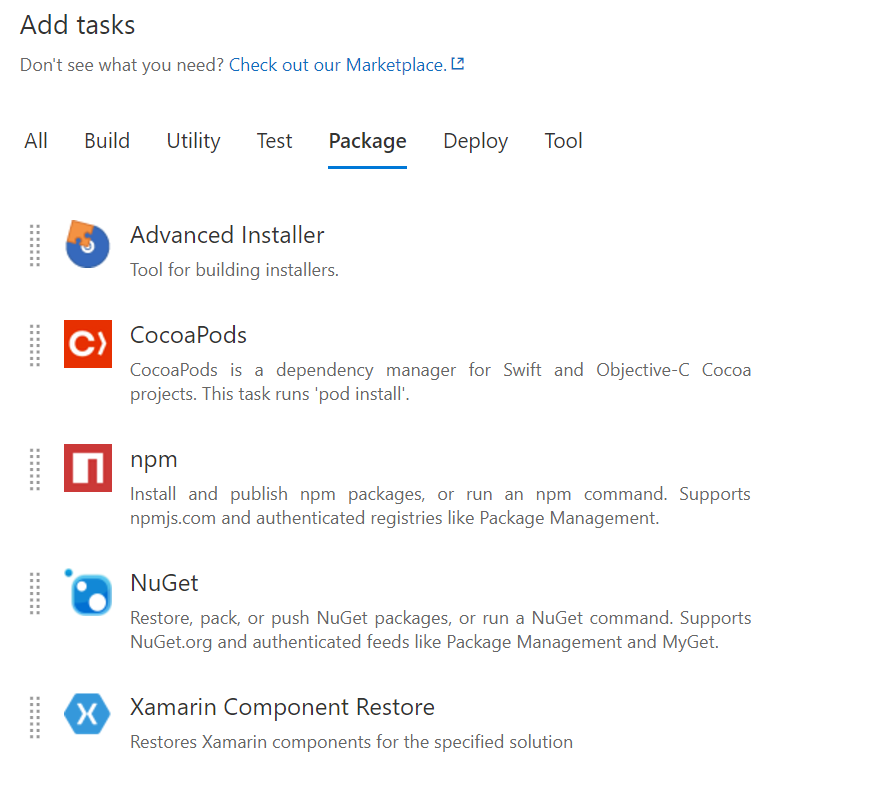 Add tasks
Don't see what you need? Check out our Marketplace.
All Build Utility Test Package Deploy Tool
Advanced Installer
Tool for building installers.
CocoaPods
CocoaPods is a dependency manager for Swift and Objective-C Cocoa
projects. This task runs 'pod install'.
npm
Install and publish npm packages, or run an npm command. Supports
npmjs.com and authenticated registries like Package Management.
NuGet
Restore, pack, or push NuGet packages, or run a NuGet command. Supports
NuGet.org and authenticated feeds like Package Management and MyGet.
Xamarin Component Restore
Restores Xamarin components for the specified solution